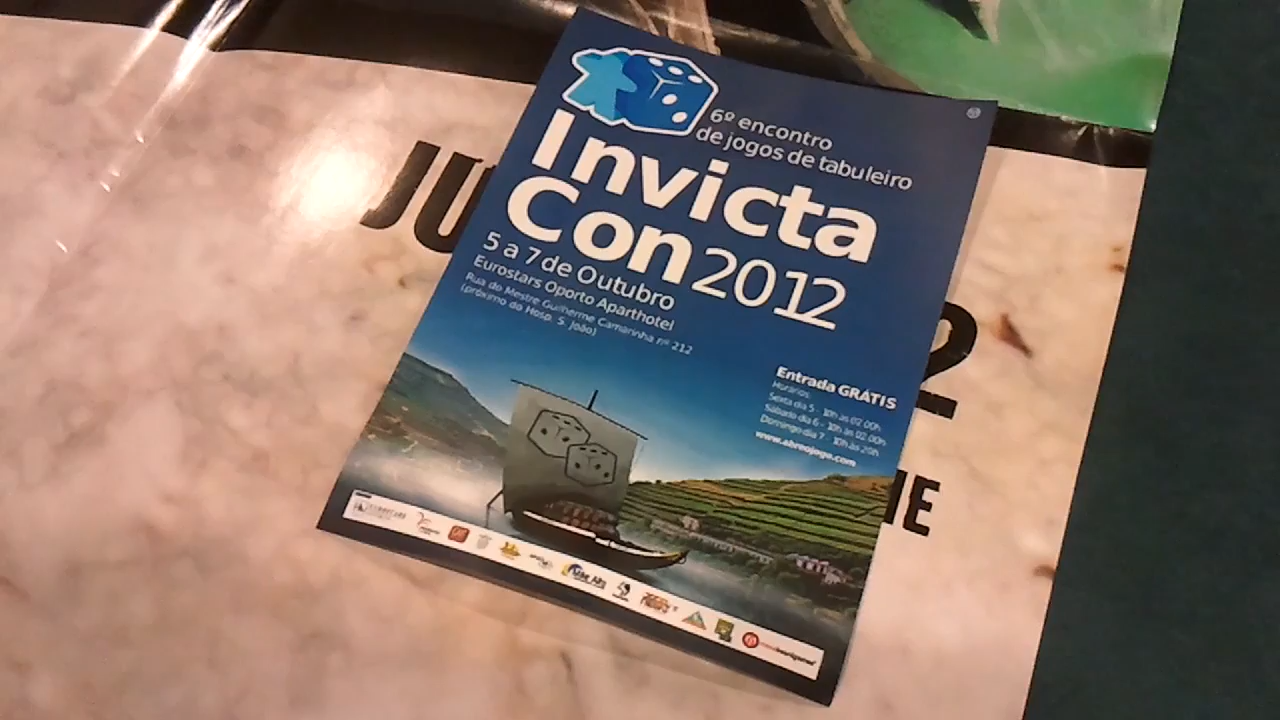 6º encontro
de jogos de tabuleiro
Invicta
Con 2012
5 a 7 de Outubro
Eurostars Oporto Aparthotel
Rua do Mestre Guilherme Camarinha nº 212
(próximo do Hosp. S. João)
Entrada GRÁTIS
Horários:
Sexta dia 5 - 10h às 02.00h
Sábado dia 6 - 10h às 02.00h
Domingo dia 7 - 10h às 20h
www.abreojogo.com
JU
2
NE